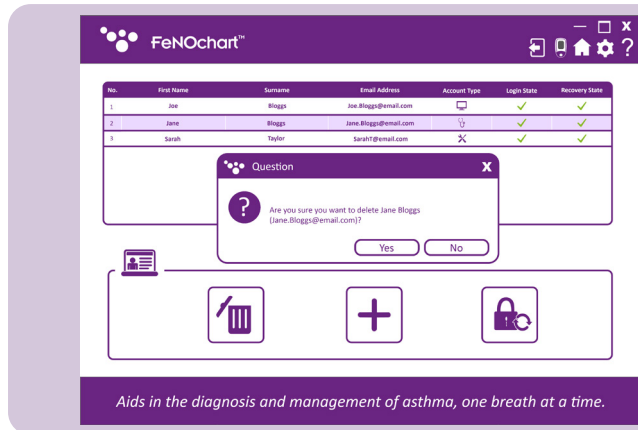 FeNOchart™
No. First Name Surname Email Address Account Type Login State Recovery State
1 Joe Bloggs Joe.Bloggs@email.com
2 Jane Bloggs Jane.Bloggs@email.com
3 Sarah Taylor SarahT@email.com
Question X
Are you sure you want to delete Jane Bloggs
(Jane.Bloggs@email.com)?
Yes No
Aids in the diagnosis and management of asthma, one breath at a time.